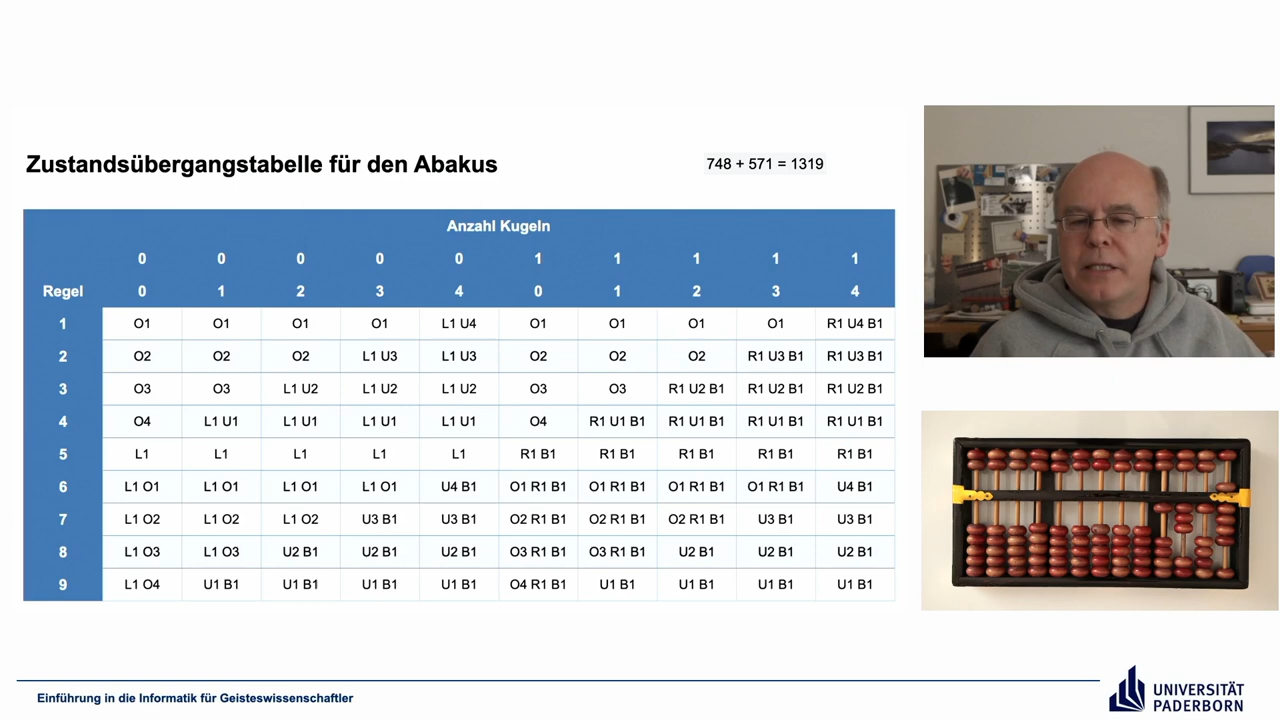 Zustandsübergangstabelle für den Abakus
748 + 571 = 1319
Anzahl Kugeln
0 0 0 0 0 1 1 1 1 1
Regel 0 1 2 3 4 0 1 2 3 4
1 O1 O1 O1 O1 L1 U4 O1 O1 O1 O1 R1 U4 B1
2 O2 O2 O2 L1 U3 L1 U3 O2 O2 O2 R1 U3 B1 R1 U3 B1
3 O3 O3 L1 U2 L1 U2 L1 U2 O3 O3 R1 U2 B1 R1 U2 B1 R1 U2 B1
4 O4 L1 U1 L1 U1 L1 U1 L1 U1 O4 R1 U1 B1 R1 U1 B1 R1 U1 B1 R1 U1 B1
5 L1 L1 L1 L1 L1 R1 B1 R1 B1 R1 B1 R1 B1 R1 B1
6 L1 O1 L1 O1 L1 O1 L1 O1 U4 B1 O1 R1 B1 O1 R1 B1 O1 R1 B1 O1 R1 B1 U4 B1
7 L1 O2 L1 O2 L1 O2 U3 B1 U3 B1 O2 R1 B1 O2 R1 B1 O2 R1 B1 U3 B1 U3 B1
8 L1 O3 L1 O3 U2 B1 U2 B1 U2 B1 O3 R1 B1 O3 R1 B1 U2 B1 U2 B1 U2 B1
9 L1 O4 U1 B1 U1 B1 U1 B1 U1 B1 O4 R1 B1 U1 B1 U1 B1 U1 B1 U1 B1
Einführung in die Informatik für Geisteswissenschaftler
UNIVERSITÄT
PADERBORN